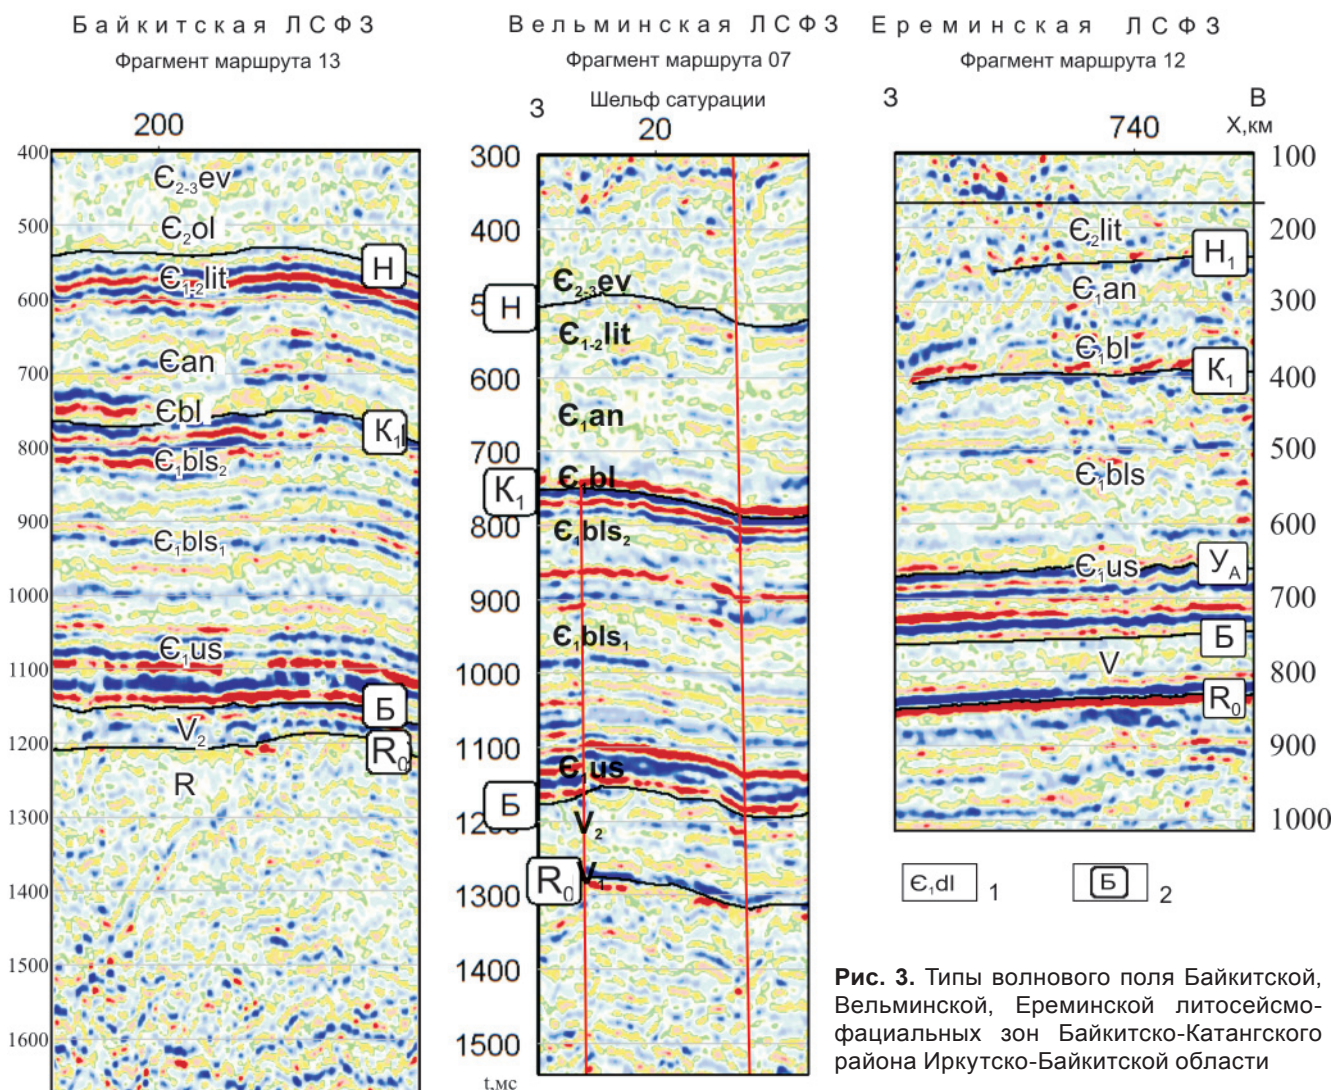 Байкитская ЛСФЗ
Фрагмент маршрута 13
200
400
500
600
700
800
900
1000
1100
1200
1300
1400
1500
1600
Є₂₋₃ev
Є₂ol
Н
Є₁₋₂lit
Єan
Єbl
К₁
Є₁bls₂
Є₁bls₁
Є₁us
Б
V₂
R₀
R
Вельминская ЛСФЗ
Фрагмент маршрута 07
Шельф сатурации
З
20
300
400
600
700
800
900
1000
1100
1200
1300
1400
1500
t,мс
Є₂₋₃ev
Н
Є₁₋₂lit
Є₁an
Є₁bl
К₁
Є₁bls₂
Є₁bls₁
Є₁us
Б
V₂
V₁
R₀
Ереминская ЛСФЗ
Фрагмент маршрута 12
З
В
740
Х,км
100
200
300
400
500
600
700
800
900
1000
Є₂lit
Н₁
Є₁an
Є₁bl
К₁
Є₁bls
Є₁us
У_А
Б
V
R₀
Є₁dl 1
Б 2
Рис. 3. Типы волнового поля Байкитской,
Вельминской, Ереминской литосейсмо-
фациальных зон Байкитско-Катангского
района Иркутско-Байкитской области